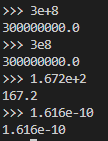 >>> 3e+8
300000000.0
>>> 3e8
300000000.0
>>> 1.672e+2
167.2
>>> 1.616e-10
1.616e-10